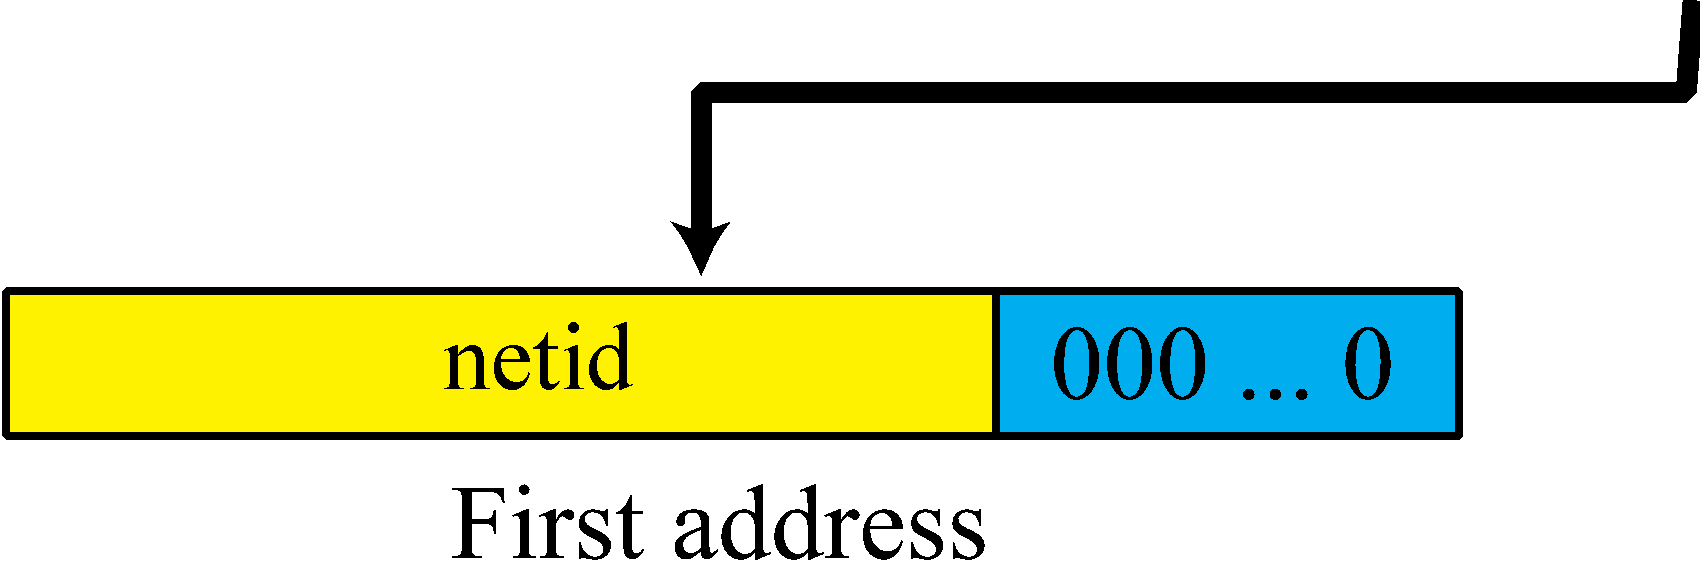 netid 000 ... 0
First address